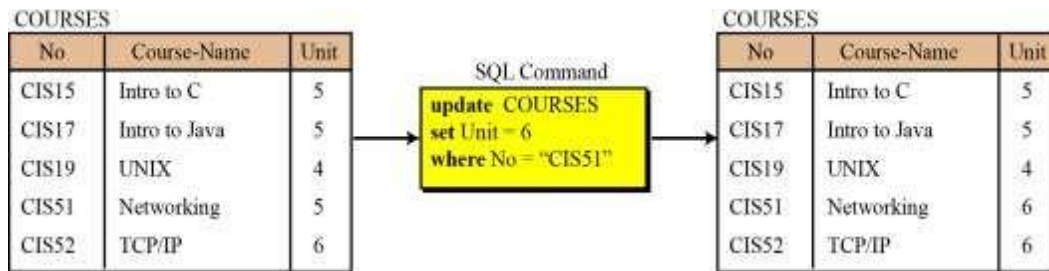 COURSES
No Course-Name Unit
CIS15 Intro to C 5
CIS17 Intro to Java 5
CIS19 UNIX 4
CIS51 Networking 5
CIS52 TCP/IP 6
SQL Command
update COURSES
set Unit = 6
where No = “CIS51”
COURSES
No Course-Name Unit
CIS15 Intro to C 5
CIS17 Intro to Java 5
CIS19 UNIX 4
CIS51 Networking 6
CIS52 TCP/IP 6